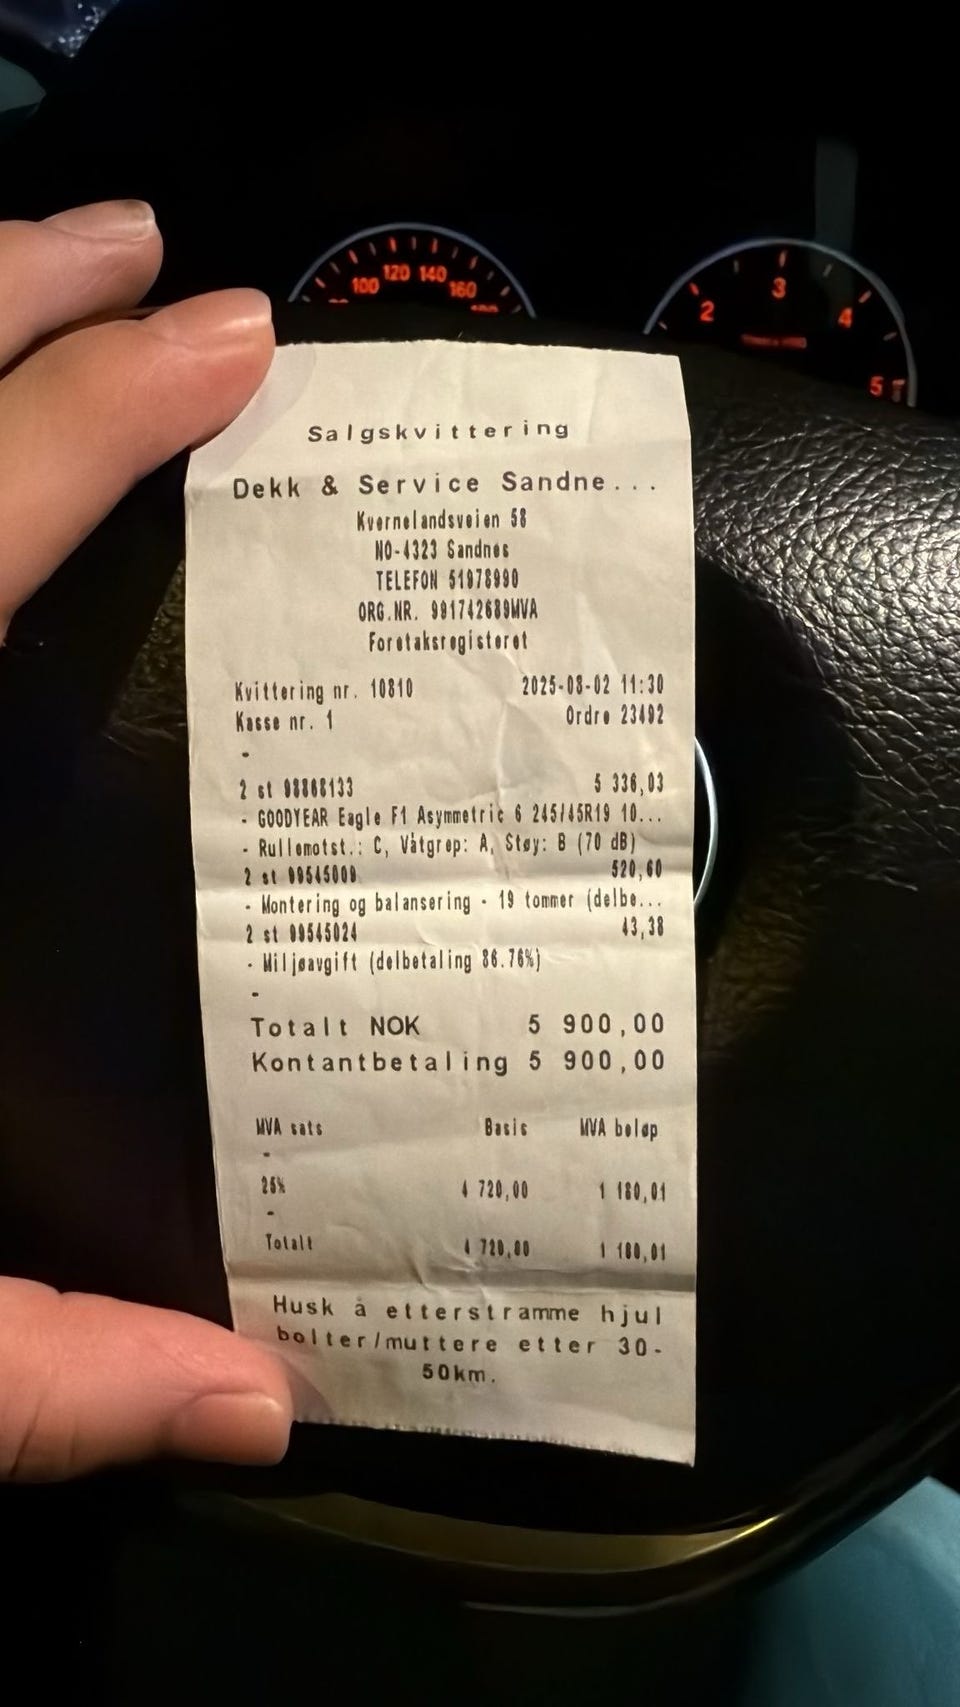 100 120 140 160
2 3 4 5
Salgskvittering
Dekk & Service Sandne...
Kvernelandsveien 58
NO-4323 Sandnes
TELEFON 51978990
ORG.NR. 991742689MVA
Foretaksregisteret
Kvittering nr. 10810 2025-08-02 11:30
Kasse nr. 1 Ordre 23492
-
2 st 98868133 5 336,03
- GOODYEAR Eagle F1 Asymmetric 6 245/45R19 10...
- Rullemotst.: C, Våtgrep: A, Støy: B (70 dB)
2 st 99545009 520,60
- Montering og balansering - 19 tommer (delbe...
2 st 99545024 43,38
- Miljøavgift (delbetaling 86.76%)
-
Totalt NOK 5 900,00
Kontantbetaling 5 900,00
MVA sats Basis MVA beløp
-
25% 4 720,00 1 180,01
-
Totalt 4 720,00 1 180,01
Husk å etterstramme hjul
bolter/muttere etter 30-
50km.